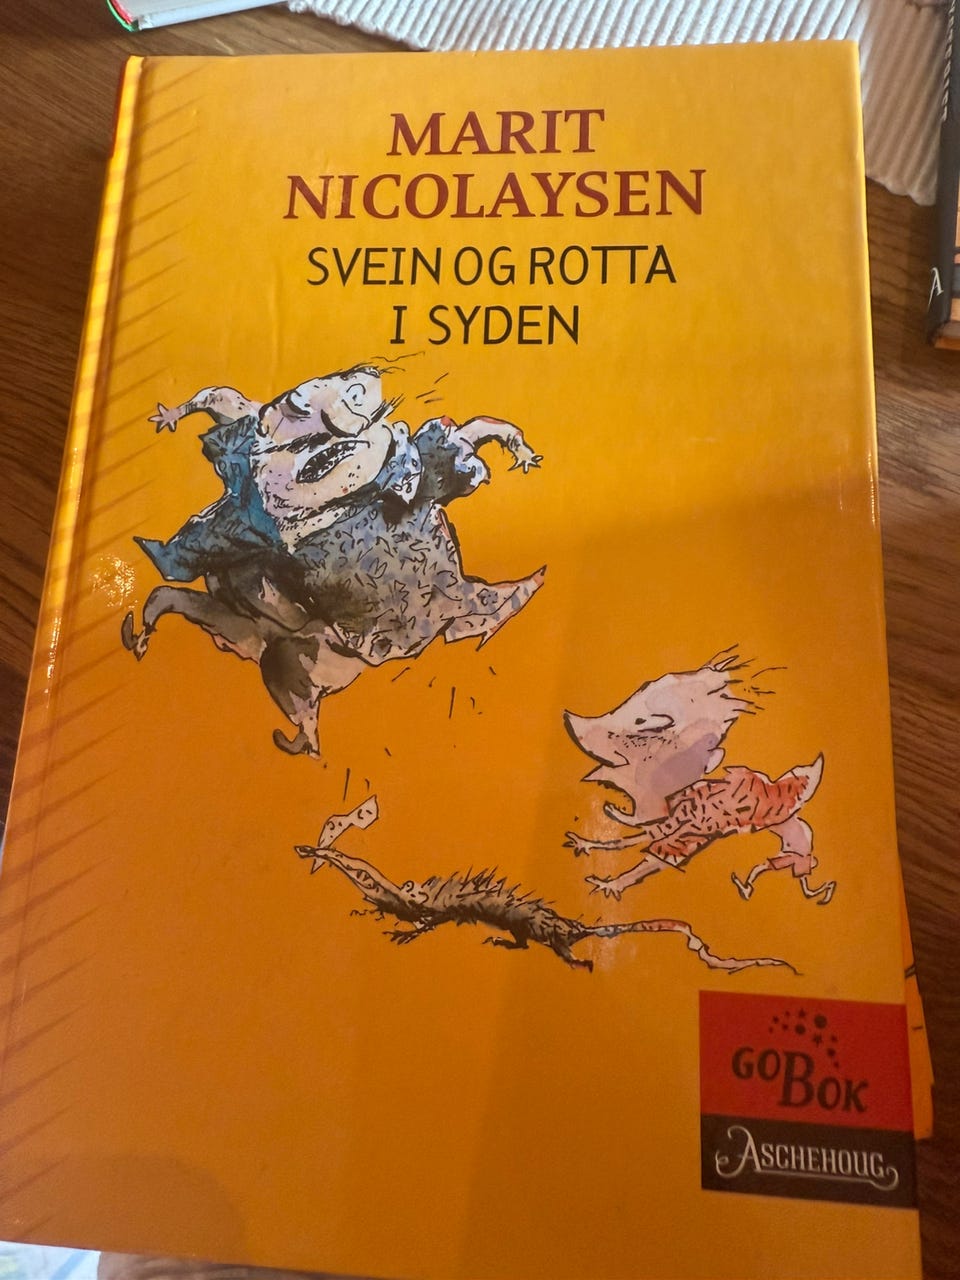 MARIT
NICOLAYSEN
SVEIN OG ROTTA
I SYDEN
GO BOK
ASCHEHOUG
A